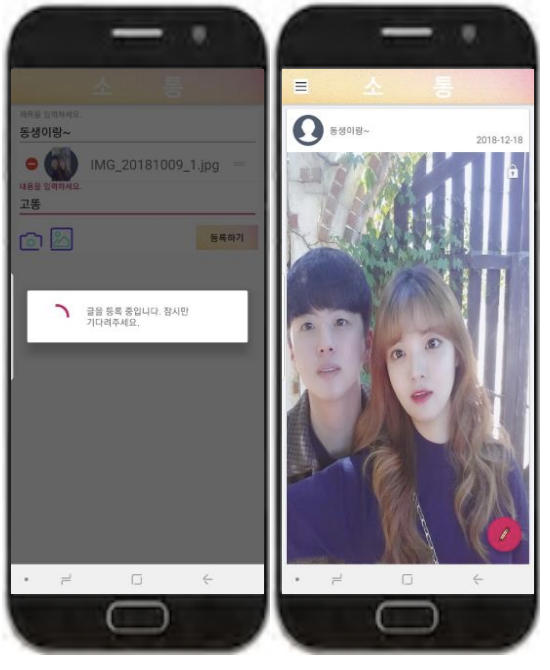 소 통
제목을 입력하세요.
동생이랑~
IMG_20181009_1.jpg
내용을 입력하세요.
고똥
등록하기
글을 등록 중입니다. 잠시만
기다려주세요.
소 통
동생이랑~
2018-12-18